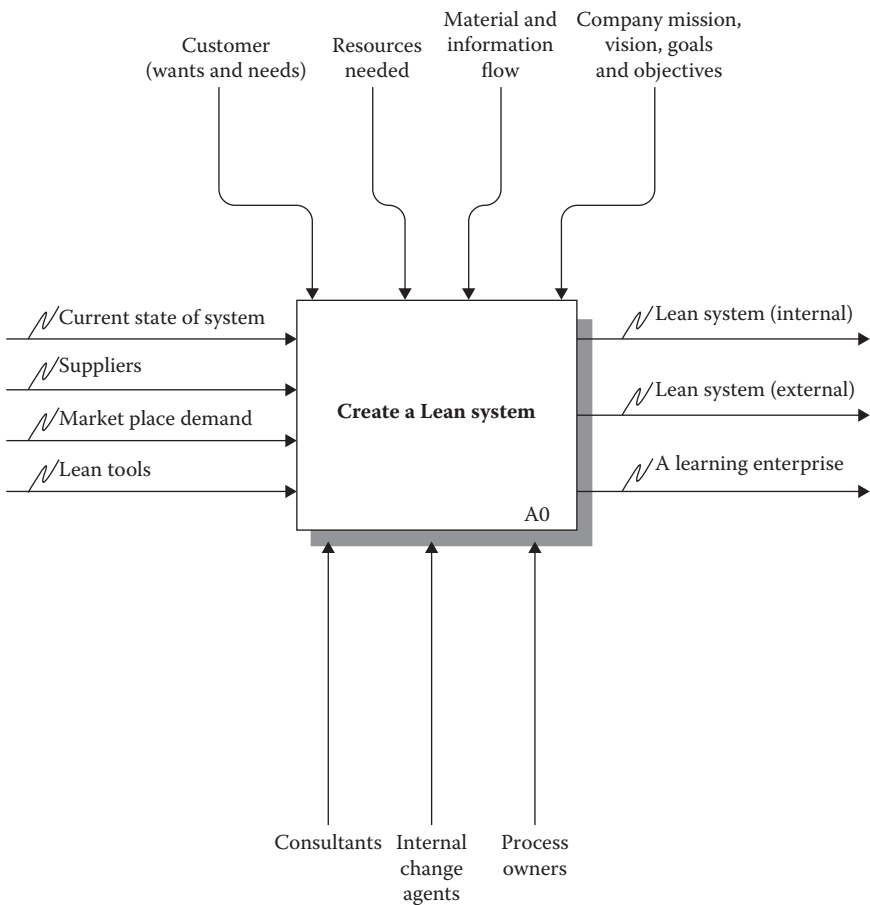 Customer
(wants and needs)
Resources
needed
Material and
information
flow
Company mission,
vision, goals
and objectives
Current state of system
Suppliers
Market place demand
Lean tools
Create a Lean system
A0
Lean system (internal)
Lean system (external)
A learning enterprise
Consultants
Internal
change
agents
Process
owners